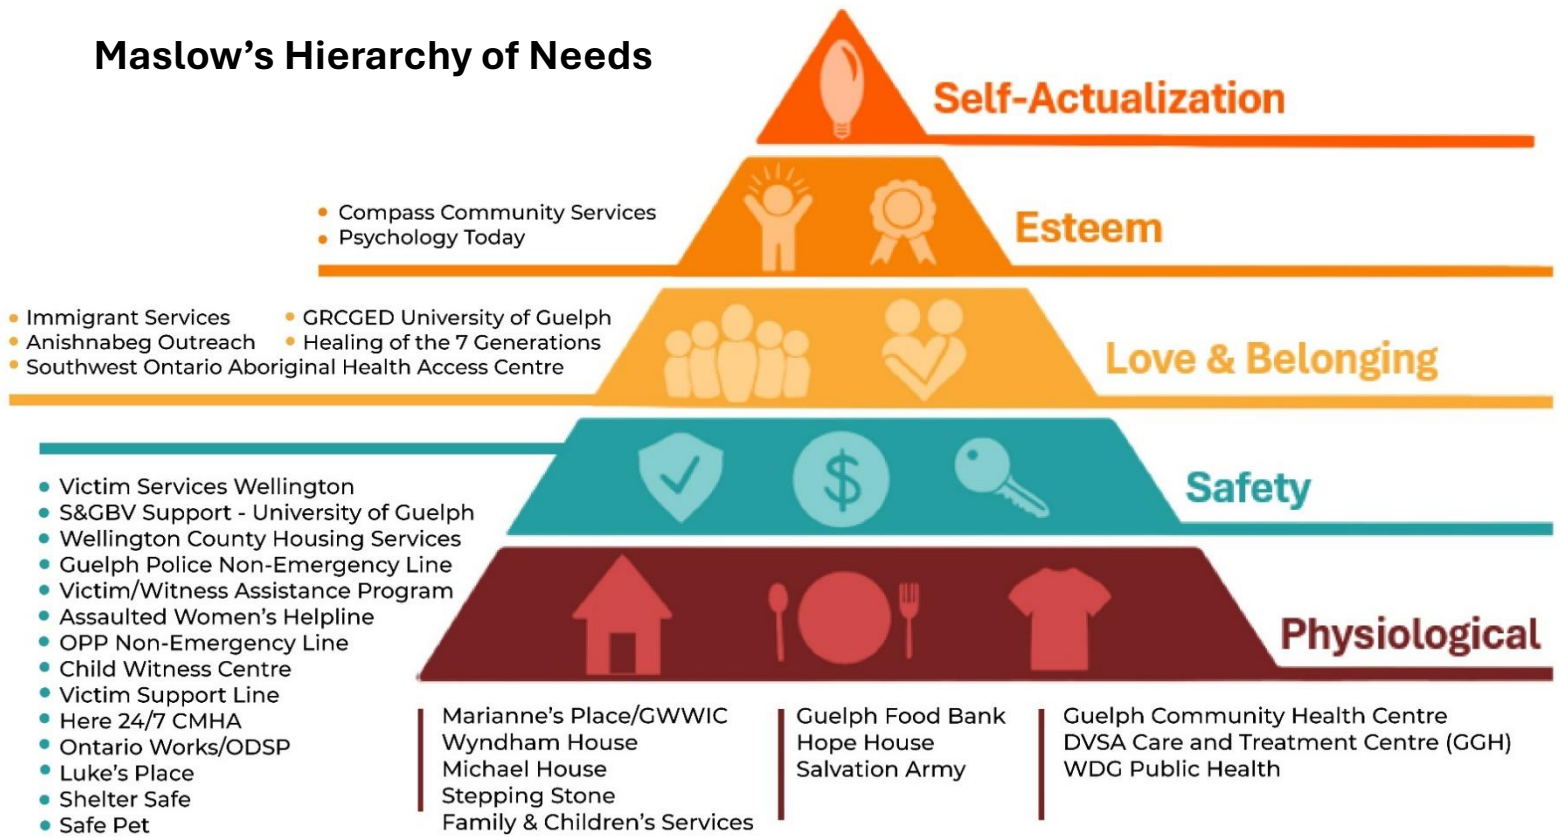 Maslow's Hierarchy of Needs
Self-Actualization
Compass Community Services
Psychology Today
Esteem
Immigrant Services
GRCGED University of Guelph
Anishnabeg Outreach
Healing of the 7 Generations
Southwest Ontario Aboriginal Health Access Centre
Love & Belonging
$
Safety
Victim Services Wellington
S&GBV Support - University of Guelph
Wellington County Housing Services
Guelph Police Non-Emergency Line
Victim/Witness Assistance Program
Assaulted Women's Helpline
OPP Non-Emergency Line
Child Witness Centre
Victim Support Line
Here 24/7 CMHA
Ontario Works/ODSP
Luke's Place
Shelter Safe
Safe Pet
Physiological
Marianne's Place/GWWIC
Wyndham House
Michael House
Stepping Stone
Family & Children's Services
Guelph Food Bank
Hope House
Salvation Army
Guelph Community Health Centre
DVSA Care and Treatment Centre (GGH)
WDG Public Health